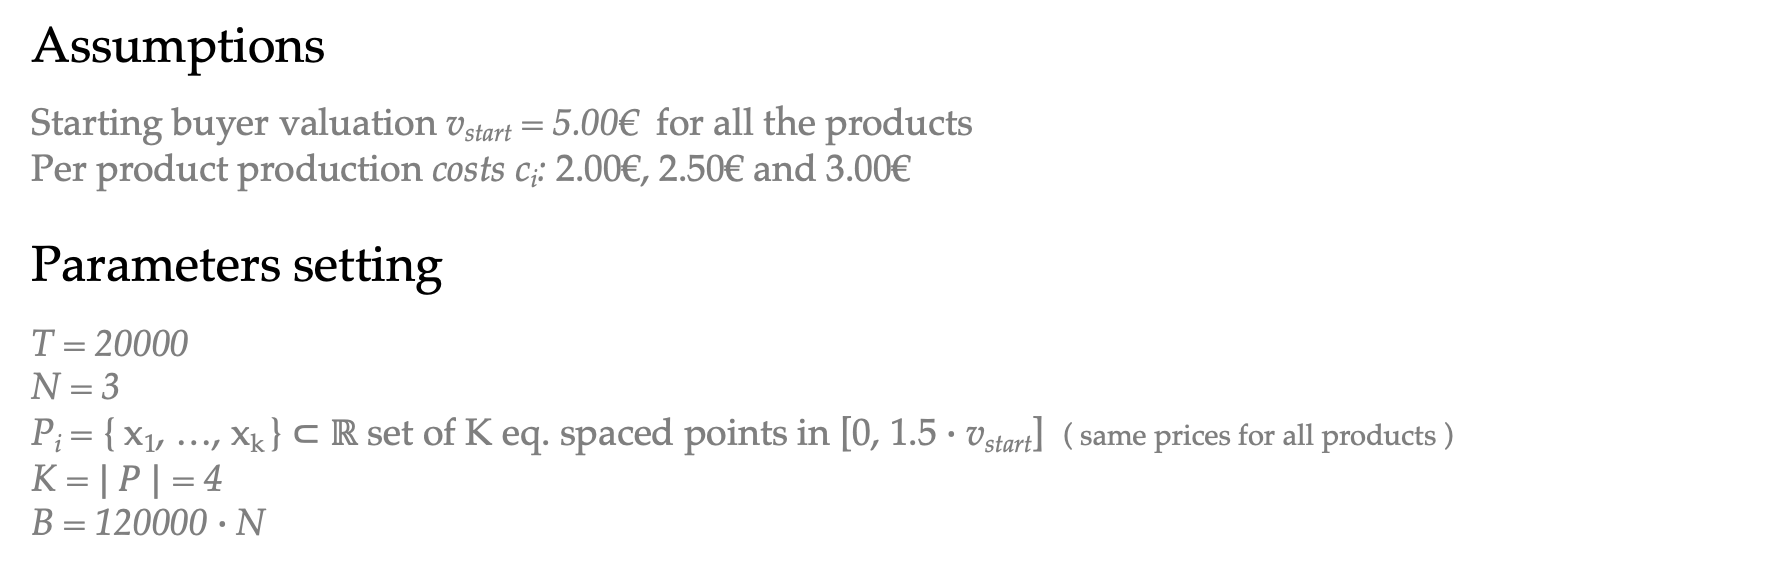 Assumptions
Starting buyer valuation v_start = 5.00€ for all the products
Per product production costs c_i: 2.00€, 2.50€ and 3.00€
Parameters setting
T = 20000
N = 3
P_i = { x_1, …, x_k } ⊂ ℝ set of K eq. spaced points in [0, 1.5 · v_start] ( same prices for all products )
K = | P | = 4
B = 120000 · N